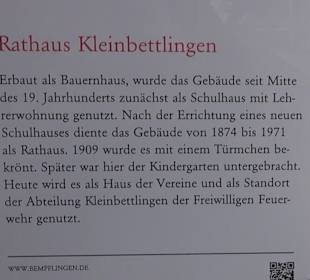 Rathaus Kleinbettlingen
Erbaut als Bauernhaus, wurde das Gebäude seit Mitte
des 19. Jahrhunderts zunächst als Schulhaus mit Leh-
rerwohnung genutzt. Nach der Errichtung eines neuen
Schulhauses diente das Gebäude von 1874 bis 1971
als Rathaus. 1909 wurde es mit einem Türmchen be-
krönt. Später war hier der Kindergarten untergebracht.
Heute wird es als Haus der Vereine und als Standort
der Abteilung Kleinbettlingen der Freiwilligen Feuer-
wehr genutzt.
WWW.BEMPFLINGEN.DE